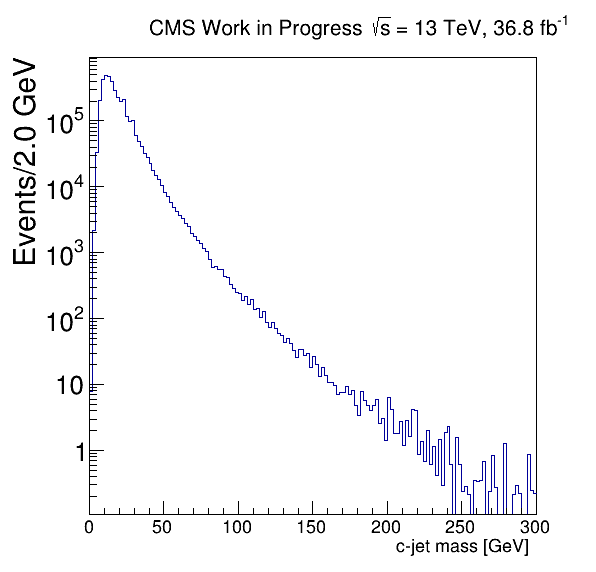 CMS Work in Progress √s = 13 TeV, 36.8 fb⁻¹
Events/2.0 GeV
10⁵
10⁴
10³
10²
10
1
0 50 100 150 200 250 300
c-jet mass [GeV]